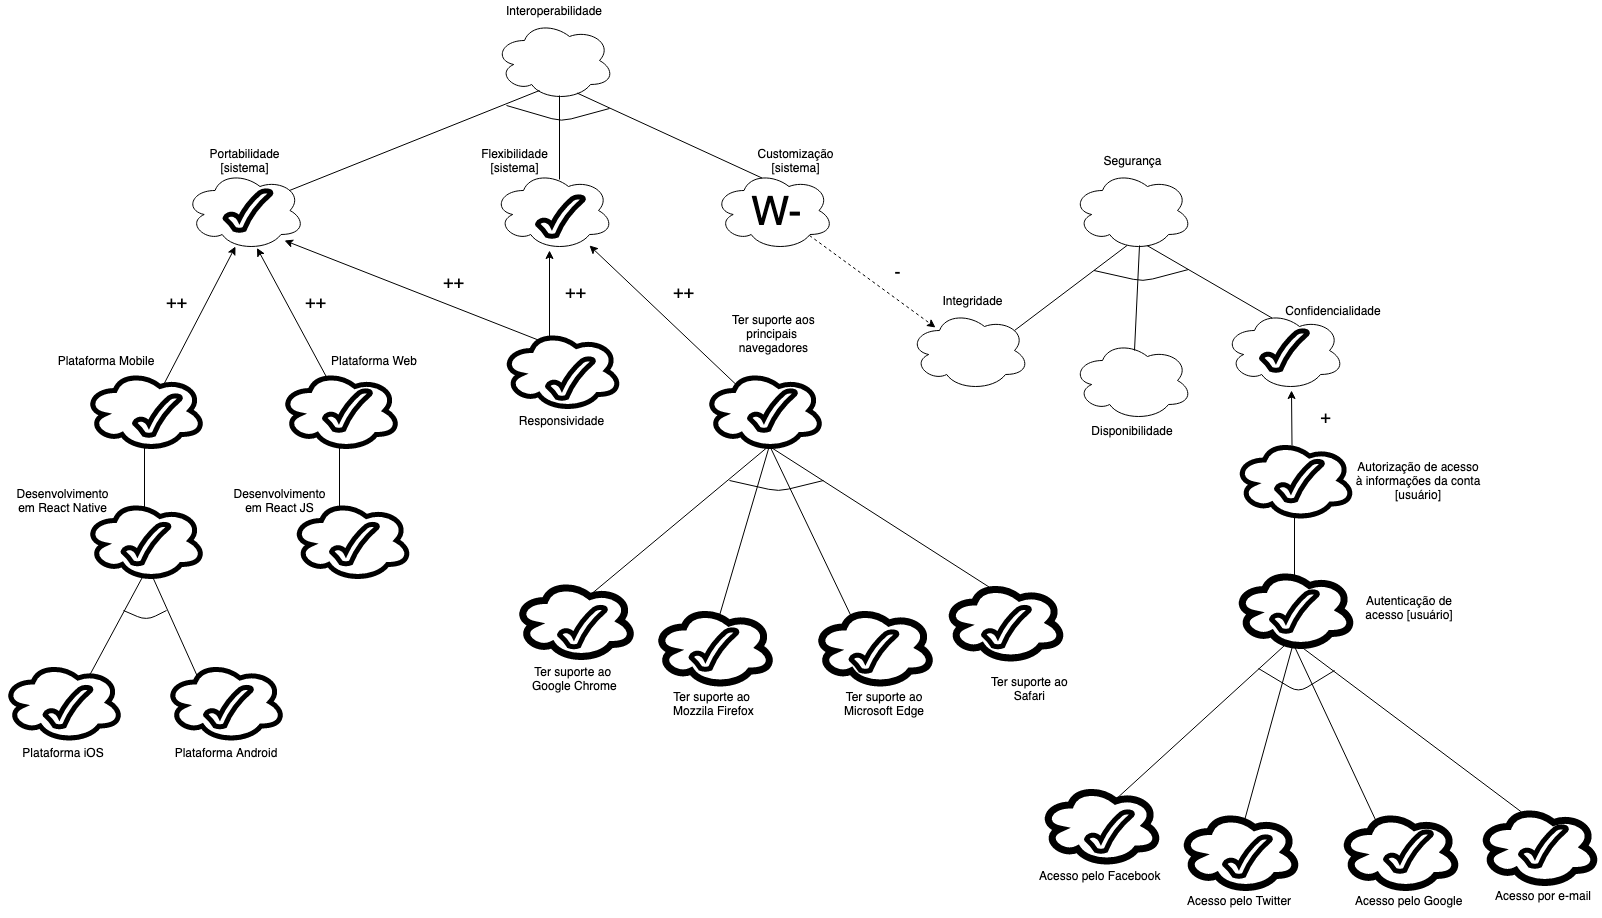 Interoperabilidade
Portabilidade
[sistema]
Flexibilidade
[sistema]
Customização
[sistema]
W-
Segurança
++
++
++
++
++
-
Integridade
Confidencialidade
Disponibilidade
Plataforma Mobile
Plataforma Web
Responsividade
Ter suporte aos
principais
navegadores
+
Autorização de acesso
à informações da conta
[usuário]
Desenvolvimento
em React Native
Desenvolvimento
em React JS
Autenticação de
acesso [usuário]
Plataforma iOS
Plataforma Android
Ter suporte ao
Google Chrome
Ter suporte ao
Mozzila Firefox
Ter suporte ao
Microsoft Edge
Ter suporte ao
Safari
Acesso pelo Facebook
Acesso pelo Twitter
Acesso pelo Google
Acesso por e-mail